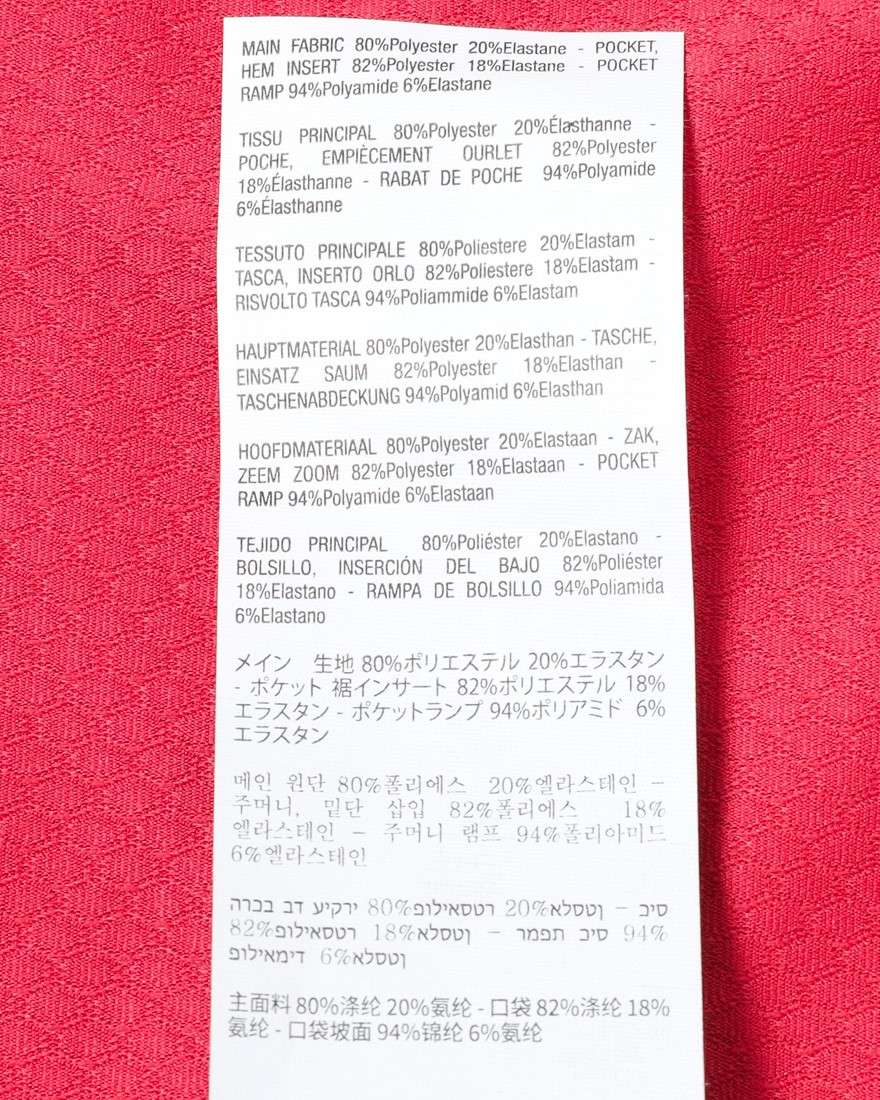 MAIN FABRIC 80%Polyester 20%Elastane - POCKET,
HEM INSERT 82%Polyester 18%Elastane - POCKET
RAMP 94%Polyamide 6%Elastane
TISSU PRINCIPAL 80%Polyester 20%Élasthanne -
POCHE, EMPIÈCEMENT OURLET 82%Polyester
18%Élasthanne - RABAT DE POCHE 94%Polyamide
6%Élasthanne
TESSUTO PRINCIPALE 80%Poliestere 20%Elastam -
TASCA, INSERTO ORLO 82%Poliestere 18%Elastam -
RISVOLTO TASCA 94%Poliammide 6%Elastam
HAUPTMATERIAL 80%Polyester 20%Elasthan - TASCHE,
EINSATZ SAUM 82%Polyester 18%Elasthan -
TASCHENABDECKUNG 94%Polyamid 6%Elasthan
HOOFDMATERIAAL 80%Polyester 20%Elastaan - ZAK,
ZEEM ZOOM 82%Polyester 18%Elastaan - POCKET
RAMP 94%Polyamide 6%Elastaan
TEJIDO PRINCIPAL 80%Poliéster 20%Elastano -
BOLSILLO, INSERCIÓN DEL BAJO 82%Poliéster
18%Elastano - RAMPA DE BOLSILLO 94%Poliamida
6%Elastano
メイン 生地 80%ポリエステル 20%エラスタン
- ポケット 裾インサート 82%ポリエステル 18%
エラスタン - ポケットランプ 94%ポリアミド 6%
エラスタン
메인 원단 80%폴리에스 20%엘라스테인 -
주머니, 밑단 삽입 82%폴리에스 18%
엘라스테인 - 주머니 램프 94%폴리아미드
6%엘라스테인
הרכב בד עיקרי 80%פוליאסטר 20%אלסטן - כיס
82%פוליאסטר 18%אלסטן - רמפת כיס 94%
פוליאמיד 6%אלסטן
主面料 80%涤纶 20%氨纶 - 口袋 82%涤纶 18%
氨纶 - 口袋坡面 94%锦纶 6%氨纶